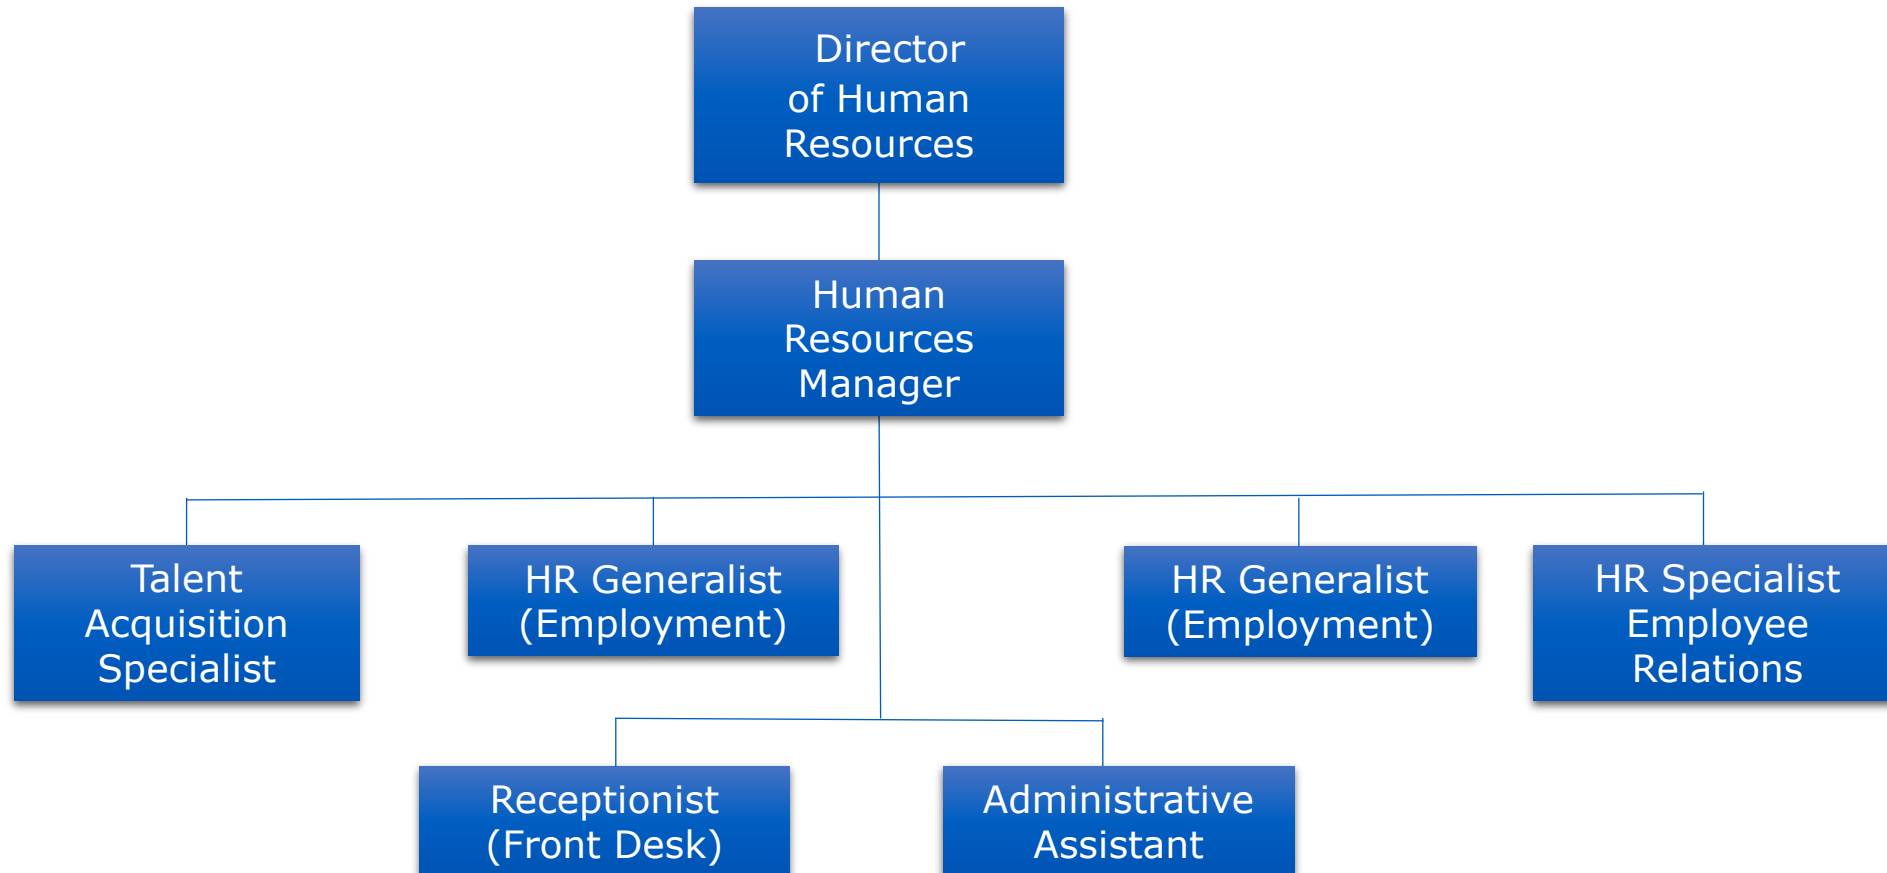 Director
of Human
Resources
Human
Resources
Manager
Talent
Acquisition
Specialist
HR Generalist
(Employment)
HR Generalist
(Employment)
HR Specialist
Employee
Relations
Receptionist
(Front Desk)
Administrative
Assistant